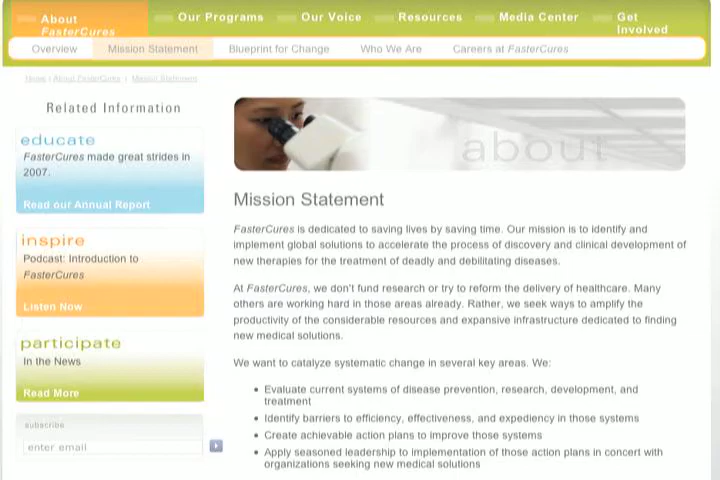 About
FasterCures
Our Programs
Our Voice
Resources
Media Center
Get
Involved
Overview
Mission Statement
Blueprint for Change
Who We Are
Careers at FasterCures
Home / About FasterCures / Mission Statement
Related Information
educate
FasterCures made great strides in
2007.
Read our Annual Report
inspire
Podcast: Introduction to
FasterCures
Listen Now
participate
In the News
Read More
subscribe
enter email
about
Mission Statement
FasterCures is dedicated to saving lives by saving time. Our mission is to identify and
implement global solutions to accelerate the process of discovery and clinical development of
new therapies for the treatment of deadly and debilitating diseases.
At FasterCures, we don't fund research or try to reform the delivery of healthcare. Many
others are working hard in those areas already. Rather, we seek ways to amplify the
productivity of the considerable resources and expansive infrastructure dedicated to finding
new medical solutions.
We want to catalyze systematic change in several key areas. We:
• Evaluate current systems of disease prevention, research, development, and
treatment
• Identify barriers to efficiency, effectiveness, and expediency in those systems
• Create achievable action plans to improve those systems
• Apply seasoned leadership to implementation of those action plans in concert with
organizations seeking new medical solutions